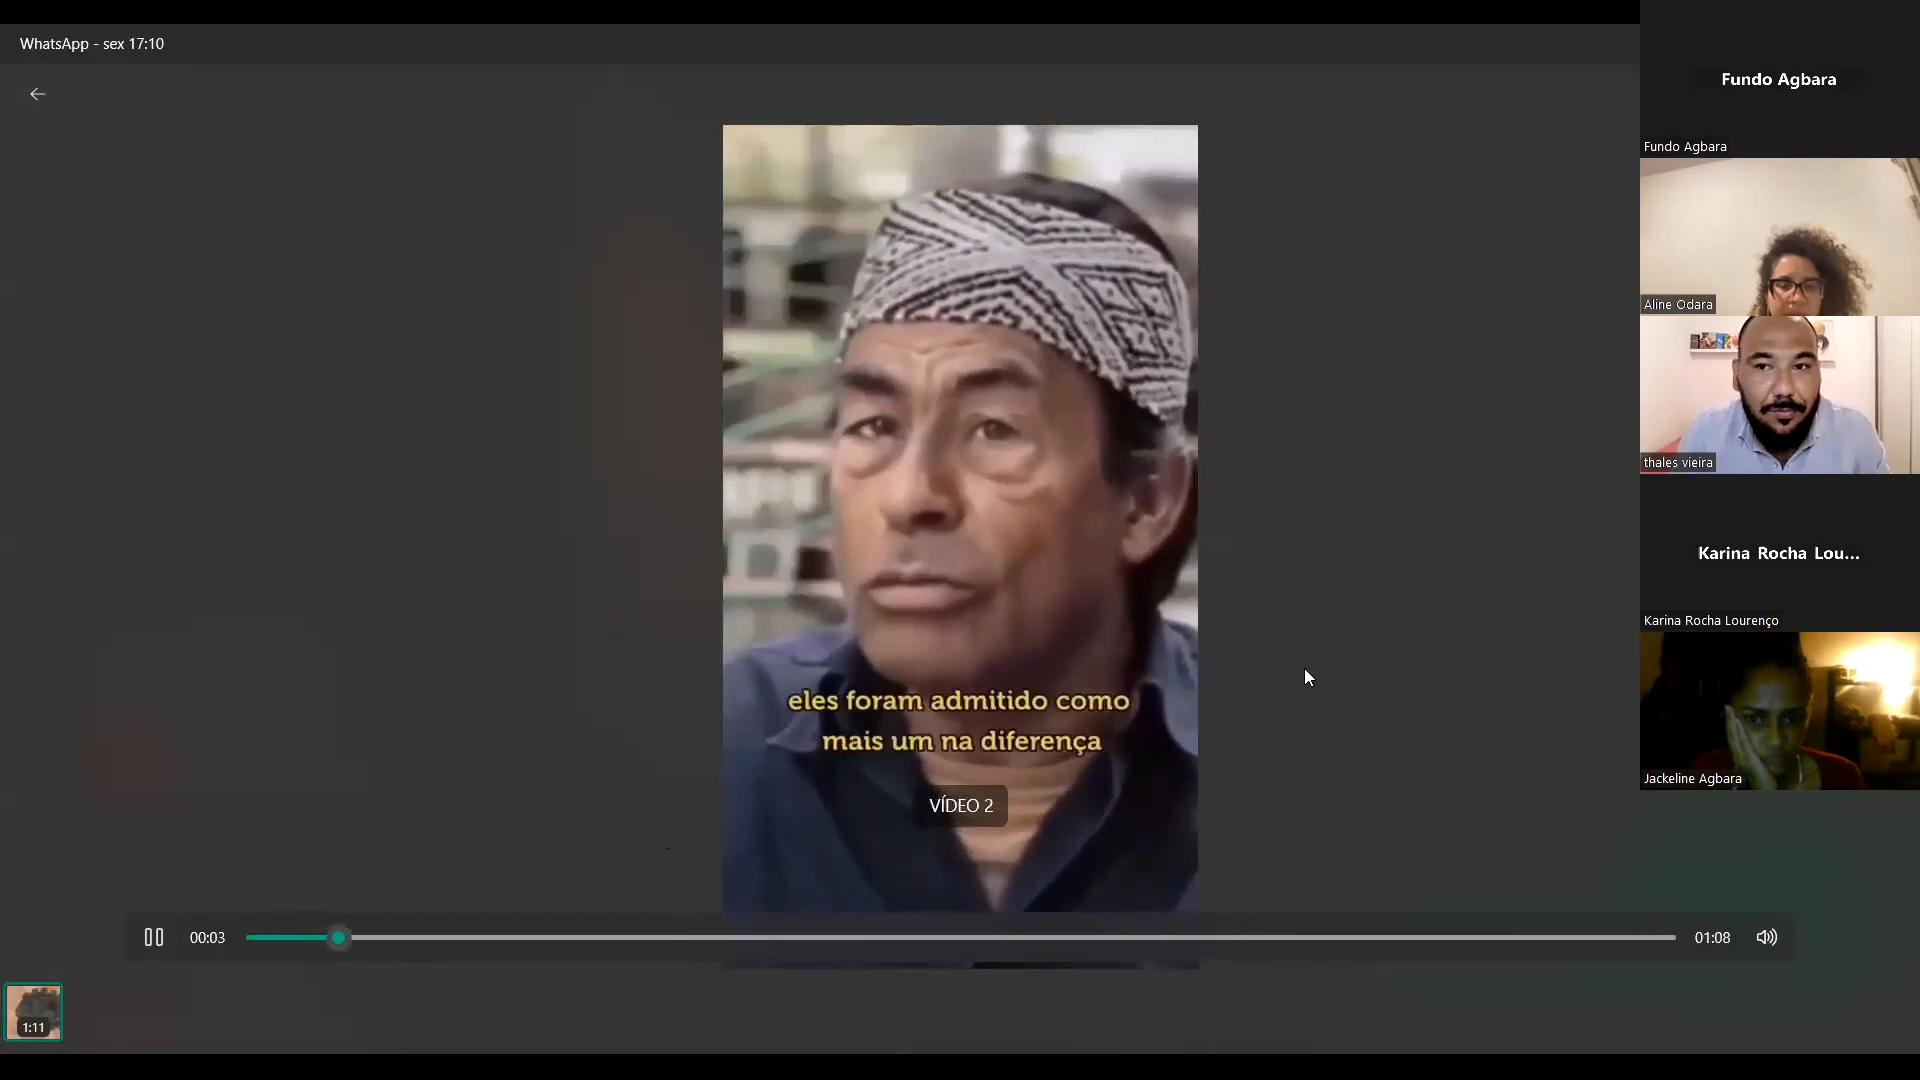 WhatsApp - sex 17:10
Fundo Agbara
Fundo Agbara
Aline Odara
thales vieira
Karina Rocha Lou...
Karina Rocha Lourenço
Jackeline Agbara
eles foram admitido como
mais um na diferença
VÍDEO 2
00:03
01:08
1:11